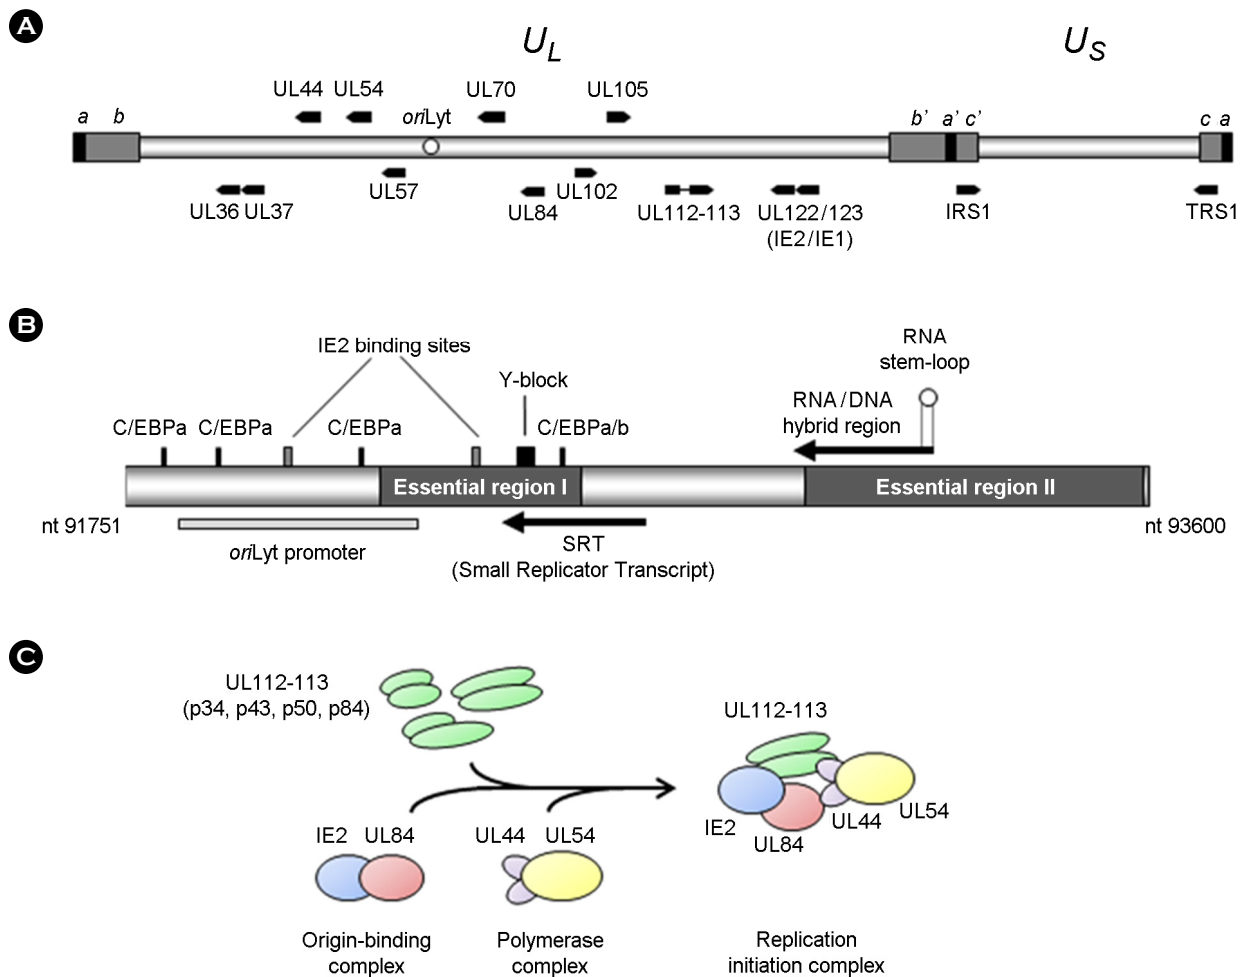 A
UL
US
UL44 UL54 UL70 UL105
a b oriLyt b' a' c' c a
UL57 UL102
UL36 UL37 UL84 UL112-113 UL122/123 IRS1 TRS1
(IE2/IE1)
B
IE2 binding sites
RNA
stem-loop
Y-block
RNA/DNA
hybrid region
C/EBPa C/EBPa C/EBPa C/EBPa/b
Essential region I Essential region II
nt 91751 nt 93600
oriLyt promoter
SRT
(Small Replicator Transcript)
C
UL112-113
(p34, p43, p50, p84)
UL112-113
IE2 UL84 UL44 UL54
IE2 UL84 UL44 UL54
Origin-binding
complex
Polymerase
complex
Replication
initiation complex